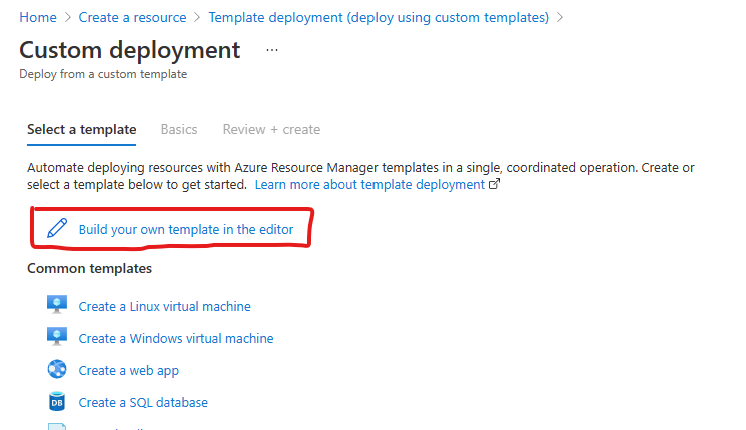 Home > Create a resource > Template deployment (deploy using custom templates) >
Custom deployment ...
Deploy from a custom template
Select a template Basics Review + create
Automate deploying resources with Azure Resource Manager templates in a single, coordinated operation. Create or
select a template below to get started. Learn more about template deployment
Build your own template in the editor
Common templates
Create a Linux virtual machine
Create a Windows virtual machine
Create a web app
DB Create a SQL database